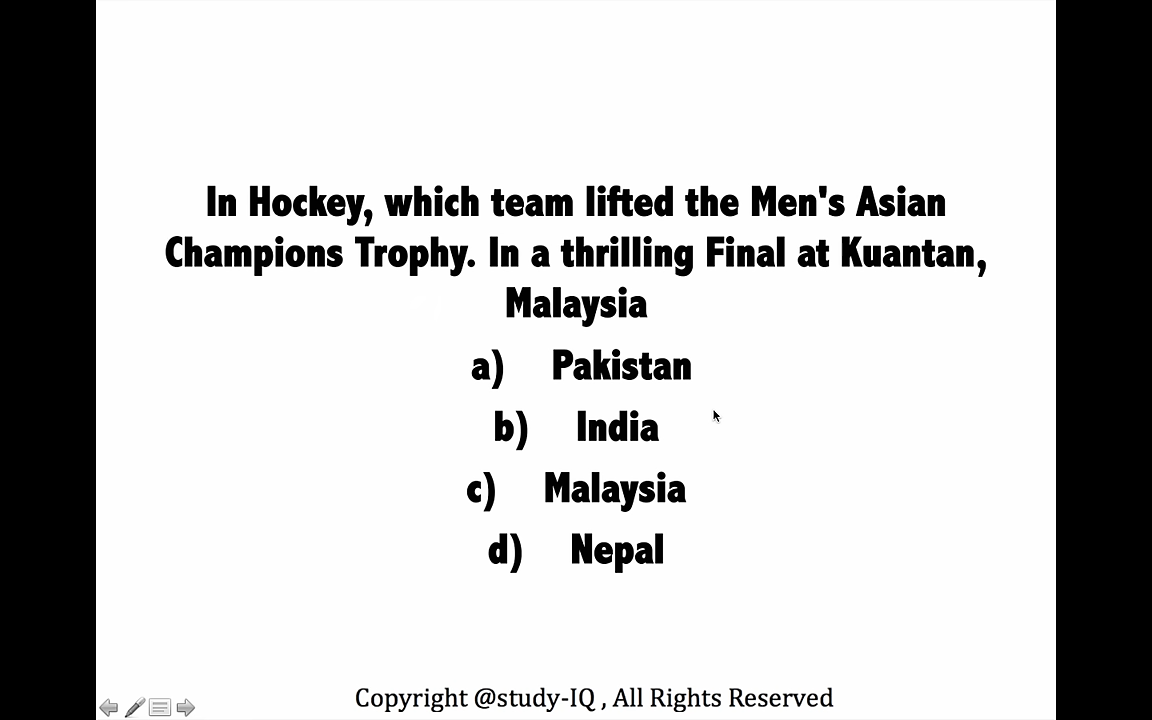 In Hockey, which team lifted the Men's Asian
Champions Trophy. In a thrilling Final at Kuantan,
Malaysia
a) Pakistan
b) India
c) Malaysia
d) Nepal
Copyright @study-IQ , All Rights Reserved